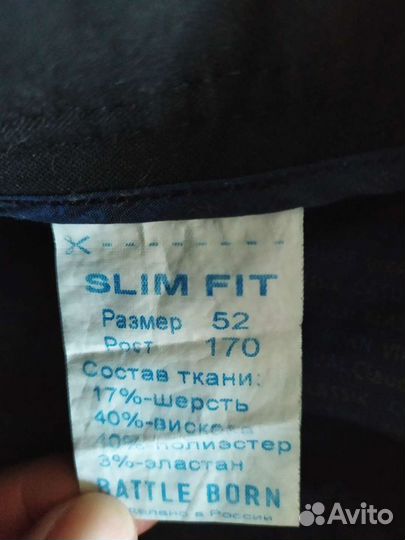 SLIM FIT
Размер 52
Рост 170
Состав ткани:
17%-шерсть
40%-вискоза
40% полиэстер
3%-эластан
BATTLE BORN
Сделано в России
Avito